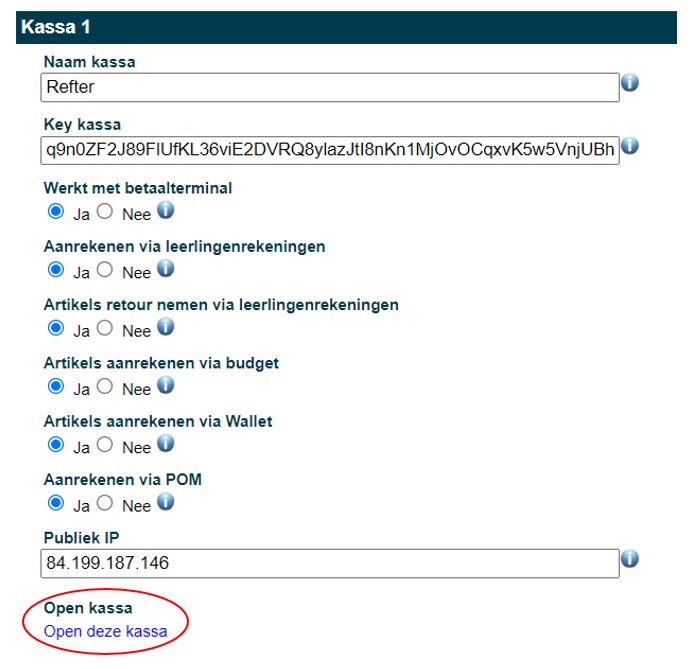 Kassa 1
Naam kassa
Refter
Key kassa
q9n0ZF2J89FlUfKL36viE2DVRQ8ylazJtI8nKn1MjOvOCqxvK5w5VnjUBh
Werkt met betaalterminal
Ja Nee
Aanrekenen via leerlingenrekeningen
Ja Nee
Artikels retour nemen via leerlingenrekeningen
Ja Nee
Artikels aanrekenen via budget
Ja Nee
Artikels aanrekenen via Wallet
Ja Nee
Aanrekenen via POM
Ja Nee
Publiek IP
84.199.187.146
Open kassa
Open deze kassa